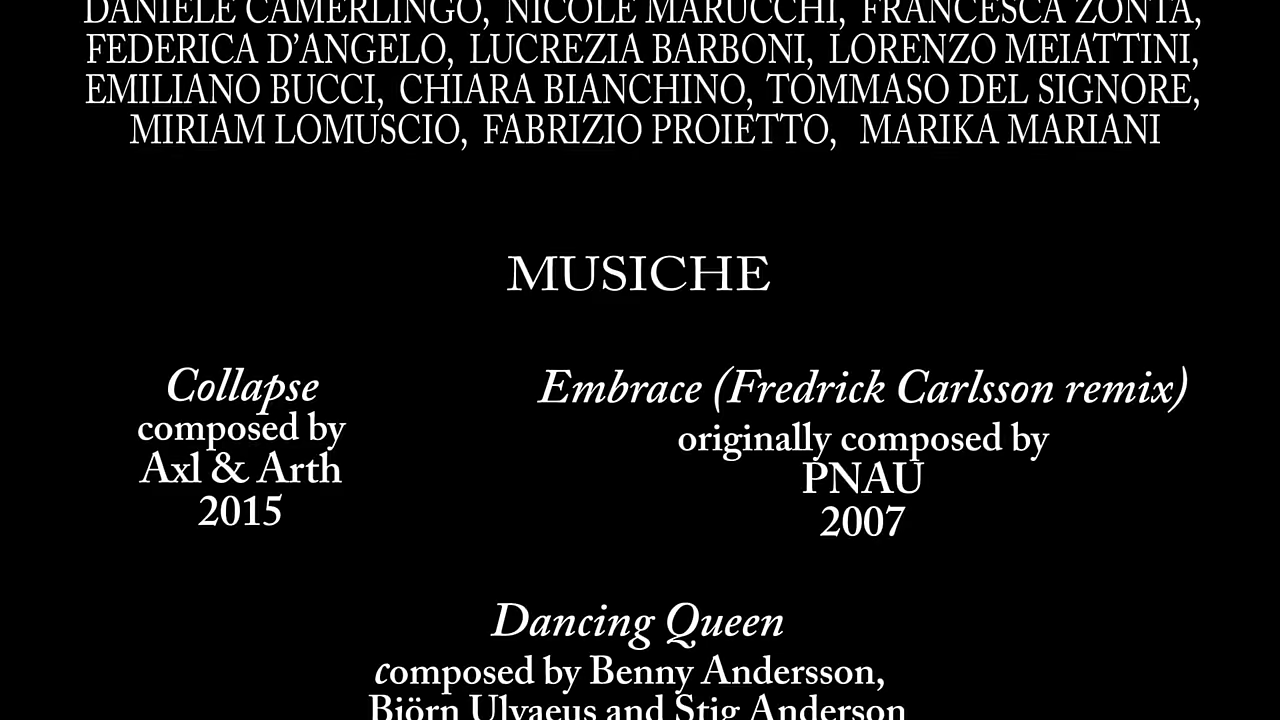 DANIELE CAMERLINGO, NICOLE MARUCCHI, FRANCESCA ZONTA,
FEDERICA D'ANGELO, LUCREZIA BARBONI, LORENZO MEIATTINI,
EMILIANO BUCCI, CHIARA BIANCHINO, TOMMASO DEL SIGNORE,
MIRIAM LOMUSCIO, FABRIZIO PROIETTO, MARIKA MARIANI
MUSICHE
Collapse
composed by
Axl & Arth
2015
Embrace (Fredrick Carlsson remix)
originally composed by
PNAU
2007
Dancing Queen
composed by Benny Andersson,
Björn Ulvaeus and Stig Anderson